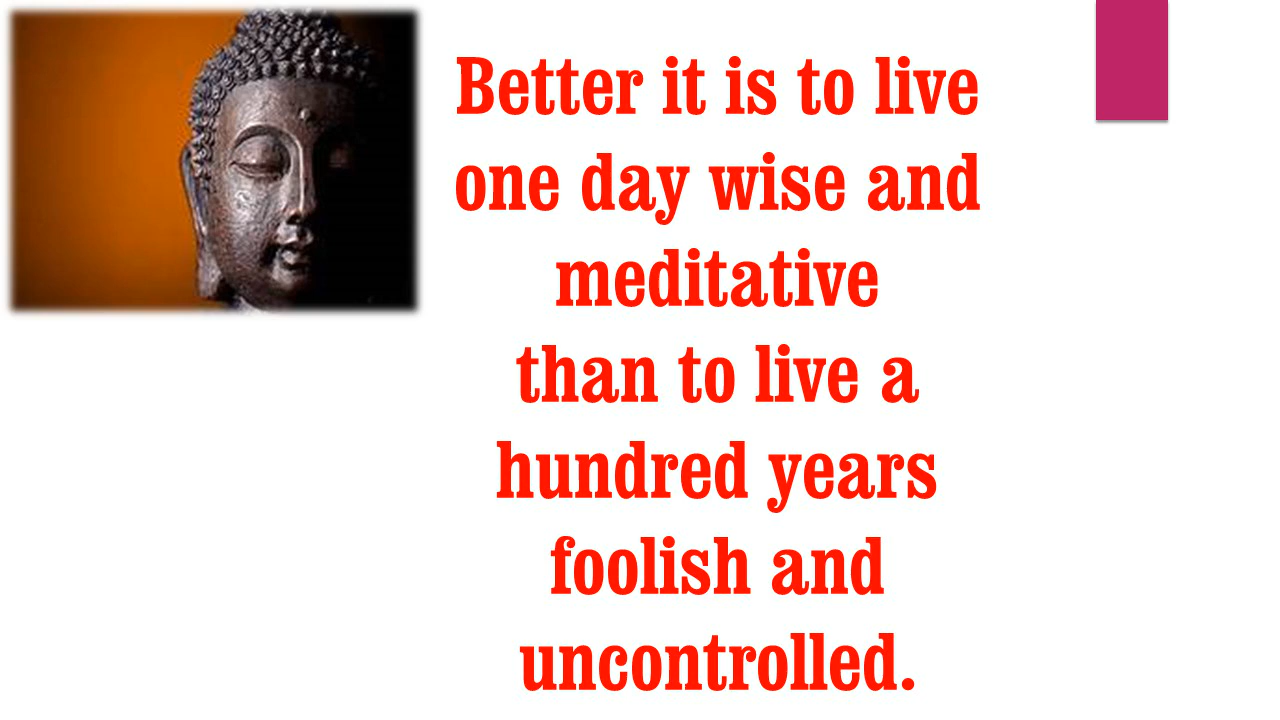 Better it is to live
one day wise and
meditative
than to live a
hundred years
foolish and
uncontrolled.